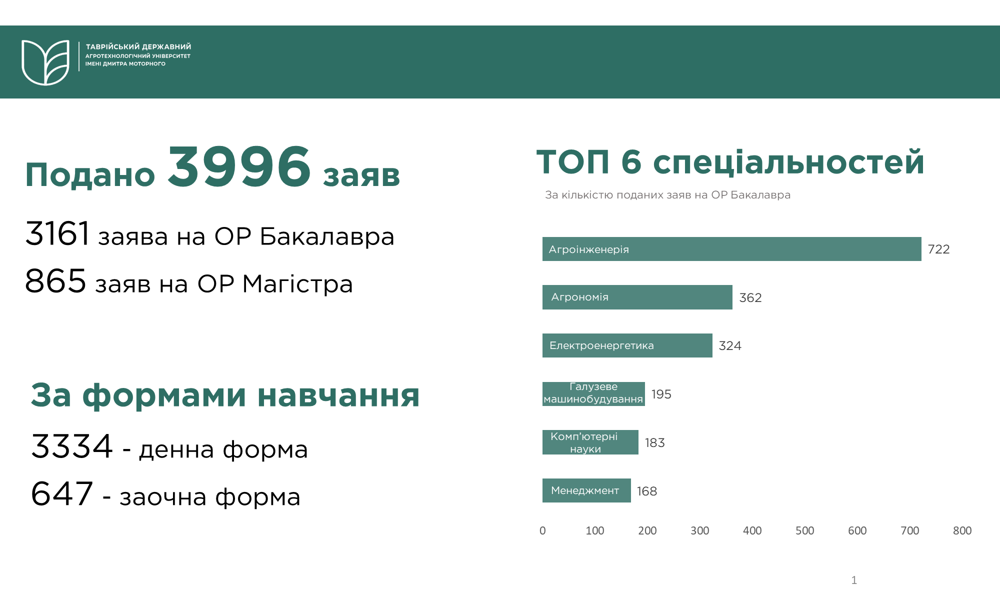 ТАВРІЙСЬКИЙ ДЕРЖАВНИЙ
АГРОТЕХНОЛОГІЧНИЙ УНІВЕРСИТЕТ
ІМЕНІ ДМИТРА МОТОРНОГО
Подано 3996 заяв
3161 заява на ОР Бакалавра
865 заяв на ОР Магістра
За формами навчання
3334 - денна форма
647 - заочна форма
ТОП 6 спеціальностей
За кількістю поданих заяв на ОР Бакалавра
Агроінженерія 722
Агрономія 362
Електроенергетика 324
Галузеве
машинобудування 195
Комп’ютерні
науки 183
Менеджмент 168
0 100 200 300 400 500 600 700 800
1